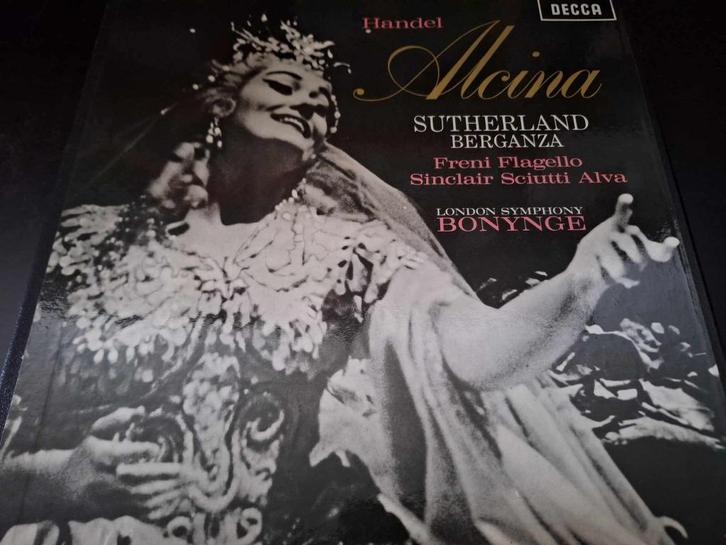 DECCA
Handel
Alcina
SUTHERLAND
BERGANZA
Freni Flagello
Sinclair Sciutti Alva
LONDON SYMPHONY
BONYNGE